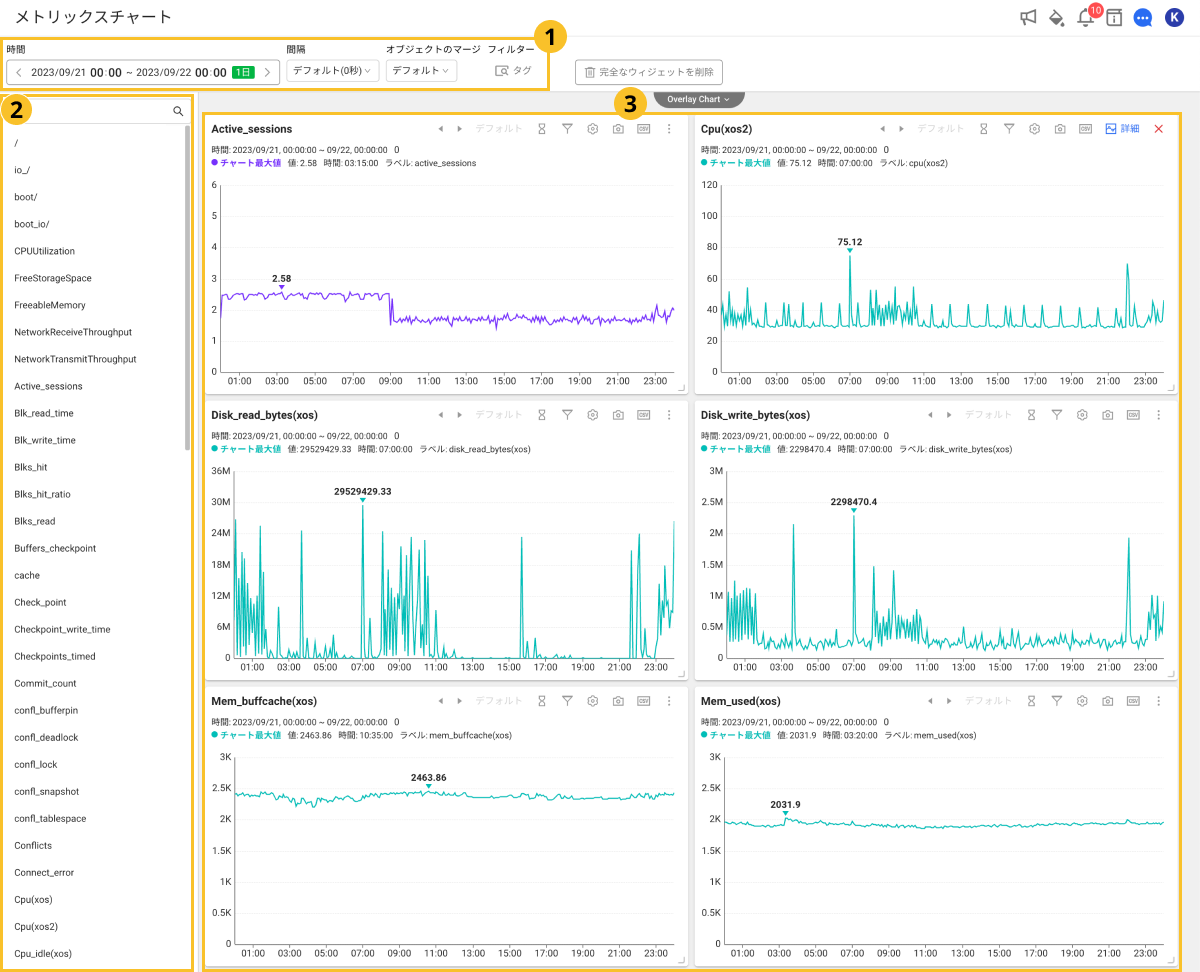 メトリックスチャート
10
K
時間 間隔 オブジェクトのマージ フィルター
1
2023/09/21 00:00 ~ 2023/09/22 00:00 1日 デフォルト(0秒) デフォルト タグ 完全なウィジェットを削除
2
3
Overlay Chart
/
io_/
boot/
boot_io/
CPUUtilization
FreeStorageSpace
FreeableMemory
NetworkReceiveThroughput
NetworkTransmitThroughput
Active_sessions
Blk_read_time
Blk_write_time
Blks_hit
Blks_hit_ratio
Blks_read
Buffers_checkpoint
cache
Check_point
Checkpoint_write_time
Checkpoints_timed
Commit_count
confl_bufferpin
confl_deadlock
confl_lock
confl_snapshot
confl_tablespace
Conflicts
Connect_error
Cpu(xos)
Cpu(xos2)
Cpu_idle(xos)
Active_sessions デフォルト CSV
時間: 2023/09/21, 00:00:00 ~ 09/22, 00:00:00 0
チャート最大値 値: 2.58 時間: 03:15:00 ラベル: active_sessions
6
5
4
3
2
1
0
2.58
01:00 03:00 05:00 07:00 09:00 11:00 13:00 15:00 17:00 19:00 21:00 23:00
Cpu(xos2) デフォルト CSV 詳細
時間: 2023/09/21, 00:00:00 ~ 09/22, 00:00:00 0
チャート最大値 値: 75.12 時間: 07:00:00 ラベル: cpu(xos2)
120
100
80
60
40
20
0
75.12
01:00 03:00 05:00 07:00 09:00 11:00 13:00 15:00 17:00 19:00 21:00 23:00
Disk_read_bytes(xos) デフォルト CSV
時間: 2023/09/21, 00:00:00 ~ 09/22, 00:00:00 0
チャート最大値 値: 29529429.33 時間: 07:00:00 ラベル: disk_read_bytes(xos)
36M
30M
24M
18M
12M
6M
0
29529429.33
01:00 03:00 05:00 07:00 09:00 11:00 13:00 15:00 17:00 19:00 21:00 23:00
Disk_write_bytes(xos) デフォルト CSV
時間: 2023/09/21, 00:00:00 ~ 09/22, 00:00:00 0
チャート最大値 値: 2298470.4 時間: 07:00:00 ラベル: disk_write_bytes(xos)
3M
2.5M
2M
1.5M
1M
0.5M
0
2298470.4
01:00 03:00 05:00 07:00 09:00 11:00 13:00 15:00 17:00 19:00 21:00 23:00
Mem_buffcache(xos) デフォルト CSV
時間: 2023/09/21, 00:00:00 ~ 09/22, 00:00:00 0
チャート最大値 値: 2463.86 時間: 10:35:00 ラベル: mem_buffcache(xos)
3K
2.5K
2K
1.5K
1K
0.5K
0
2463.86
01:00 03:00 05:00 07:00 09:00 11:00 13:00 15:00 17:00 19:00 21:00 23:00
Mem_used(xos) デフォルト CSV
時間: 2023/09/21, 00:00:00 ~ 09/22, 00:00:00 0
チャート最大値 値: 2031.9 時間: 03:20:00 ラベル: mem_used(xos)
3K
2.5K
2K
1.5K
1K
0.5K
0
2031.9
01:00 03:00 05:00 07:00 09:00 11:00 13:00 15:00 17:00 19:00 21:00 23:00